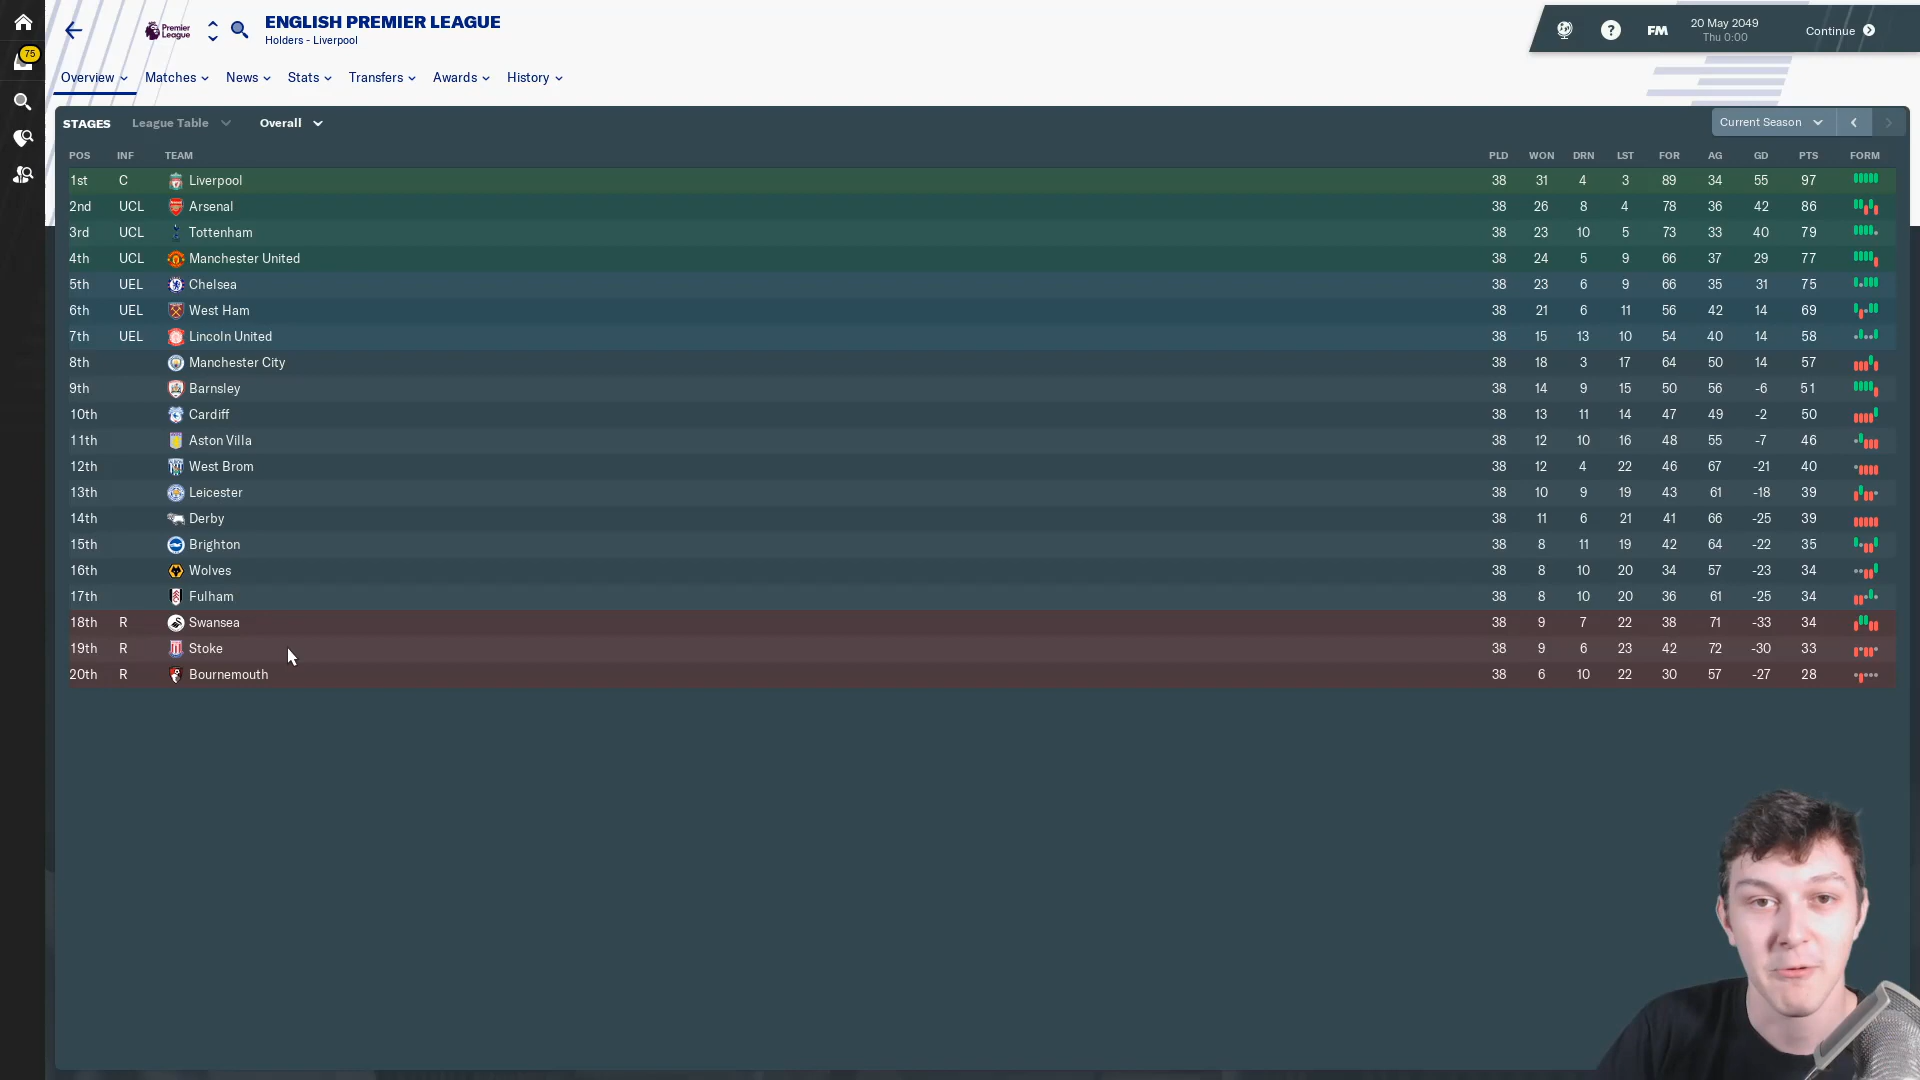 ENGLISH PREMIER LEAGUE
Holders - Liverpool
Premier League
75
FM
20 May 2049
Thu 0:00
Continue
Overview Matches News Stats Transfers Awards History
STAGES League Table Overall Current Season
POS INF TEAM PLD WON DRN LST FOR AG GD PTS FORM
1st C Liverpool 38 31 4 3 89 34 55 97
2nd UCL Arsenal 38 26 8 4 78 36 42 86
3rd UCL Tottenham 38 23 10 5 73 33 40 79
4th UCL Manchester United 38 24 5 9 66 37 29 77
5th UEL Chelsea 38 23 6 9 66 35 31 75
6th UEL West Ham 38 21 6 11 56 42 14 69
7th UEL Lincoln United 38 15 13 10 54 40 14 58
8th Manchester City 38 18 3 17 64 50 14 57
9th Barnsley 38 14 9 15 50 56 -6 51
10th Cardiff 38 13 11 14 47 49 -2 50
11th Aston Villa 38 12 10 16 48 55 -7 46
12th West Brom 38 12 4 22 46 67 -21 40
13th Leicester 38 10 9 19 43 61 -18 39
14th Derby 38 11 6 21 41 66 -25 39
15th Brighton 38 8 11 19 42 64 -22 35
16th Wolves 38 8 10 20 34 57 -23 34
17th Fulham 38 8 10 20 36 61 -25 34
18th R Swansea 38 9 7 22 38 71 -33 34
19th R Stoke 38 9 6 23 42 72 -30 33
20th R Bournemouth 38 6 10 22 30 57 -27 28